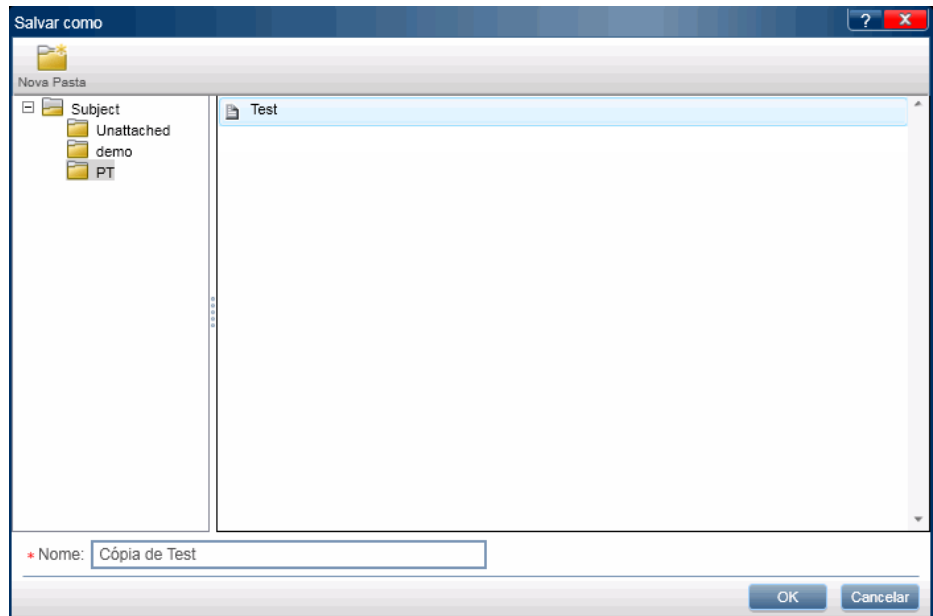 Salvar como
?
X
Nova Pasta
Subject
Unattached
demo
PT
Test
* Nome: Cópia de Test
OK
Cancelar